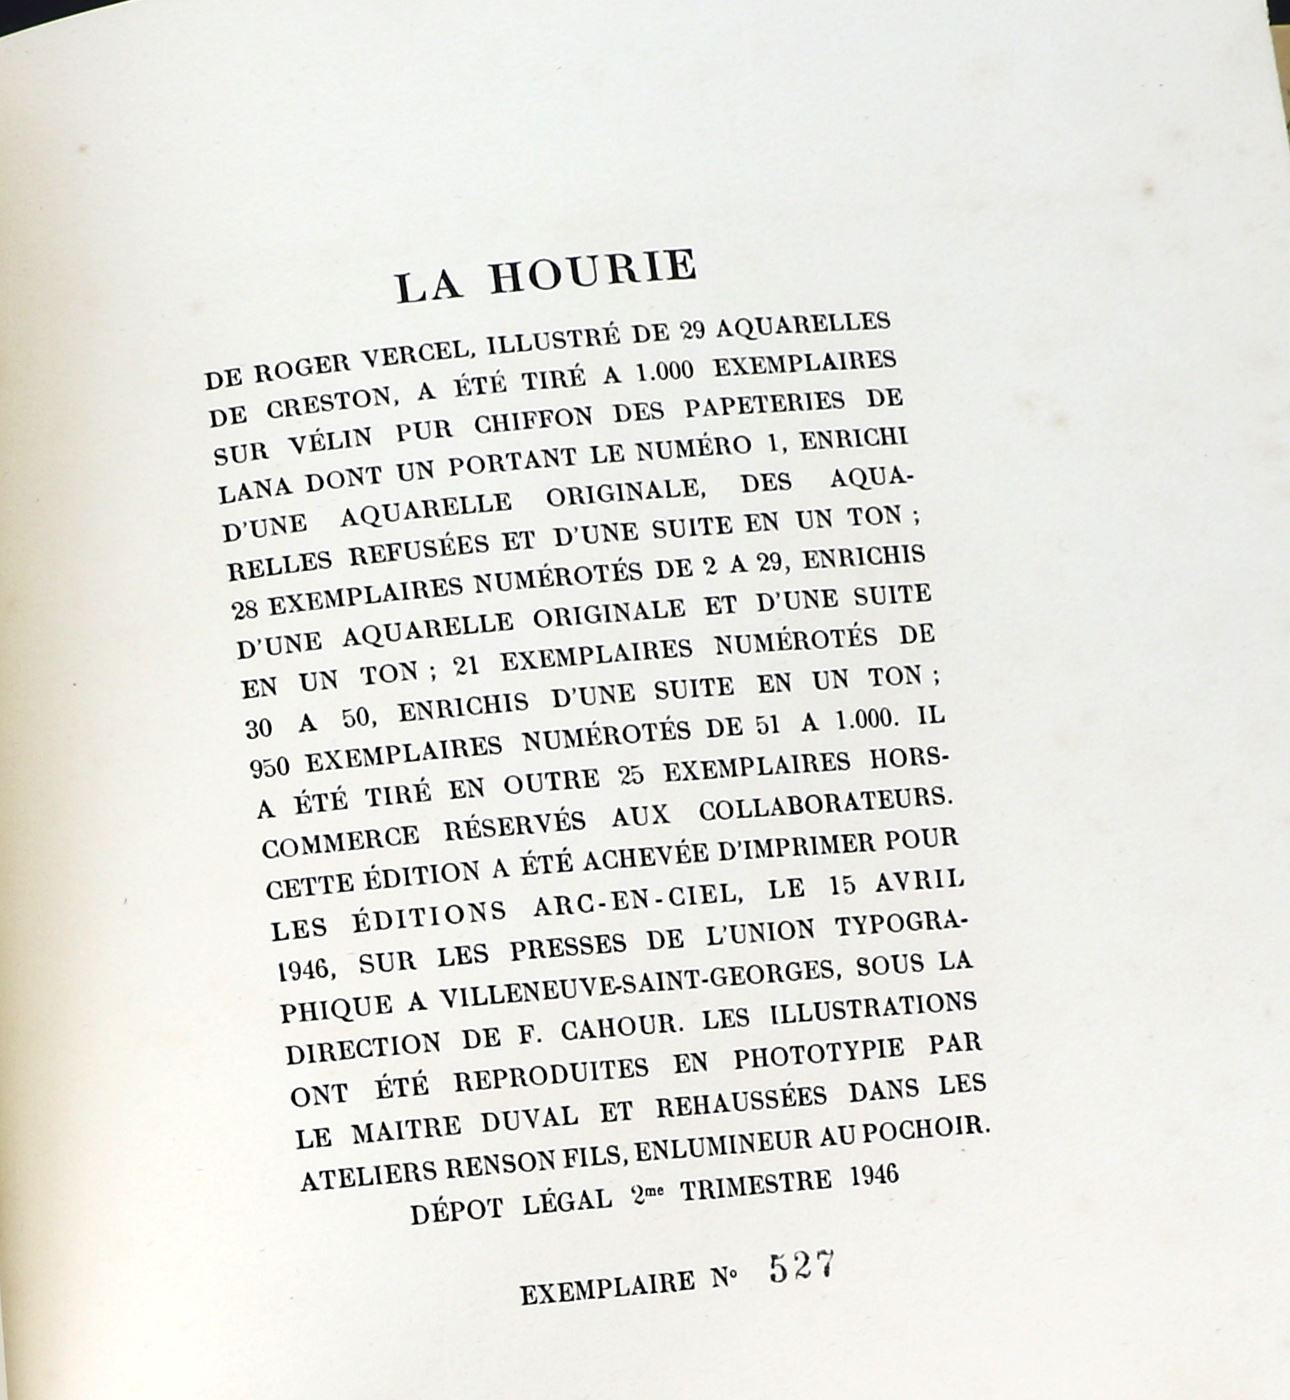 LA HOURIE
DE ROGER VERCEL, ILLUSTRÉ DE 29 AQUARELLES
DE CRESTON, A ÉTÉ TIRÉ A 1.000 EXEMPLAIRES
SUR VÉLIN PUR CHIFFON DES PAPETERIES DE
LANA DONT UN PORTANT LE NUMÉRO 1, ENRICHI
D'UNE AQUARELLE ORIGINALE, DES AQUA-
RELLES REFUSÉES ET D'UNE SUITE EN UN TON ;
28 EXEMPLAIRES NUMÉROTÉS DE 2 A 29, ENRICHIS
D'UNE AQUARELLE ORIGINALE ET D'UNE SUITE
EN UN TON ; 21 EXEMPLAIRES NUMÉROTÉS DE
30 A 50, ENRICHIS D'UNE SUITE EN UN TON ;
950 EXEMPLAIRES NUMÉROTÉS DE 51 A 1.000. IL
A ÉTÉ TIRÉ EN OUTRE 25 EXEMPLAIRES HORS-
COMMERCE RÉSERVÉS AUX COLLABORATEURS.
CETTE ÉDITION A ÉTÉ ACHEVÉE D'IMPRIMER POUR
LES ÉDITIONS ARC-EN-CIEL, LE 15 AVRIL
1946, SUR LES PRESSES DE L'UNION TYPOGRA-
PHIQUE A VILLENEUVE-SAINT-GEORGES, SOUS LA
DIRECTION DE F. CAHOUR. LES ILLUSTRATIONS
ONT ÉTÉ REPRODUITES EN PHOTOTYPIE PAR
LE MAITRE DUVAL ET REHAUSSÉES DANS LES
ATELIERS RENSON FILS, ENLUMINEUR AU POCHOIR.
DÉPOT LÉGAL 2me TRIMESTRE 1946
EXEMPLAIRE No 527